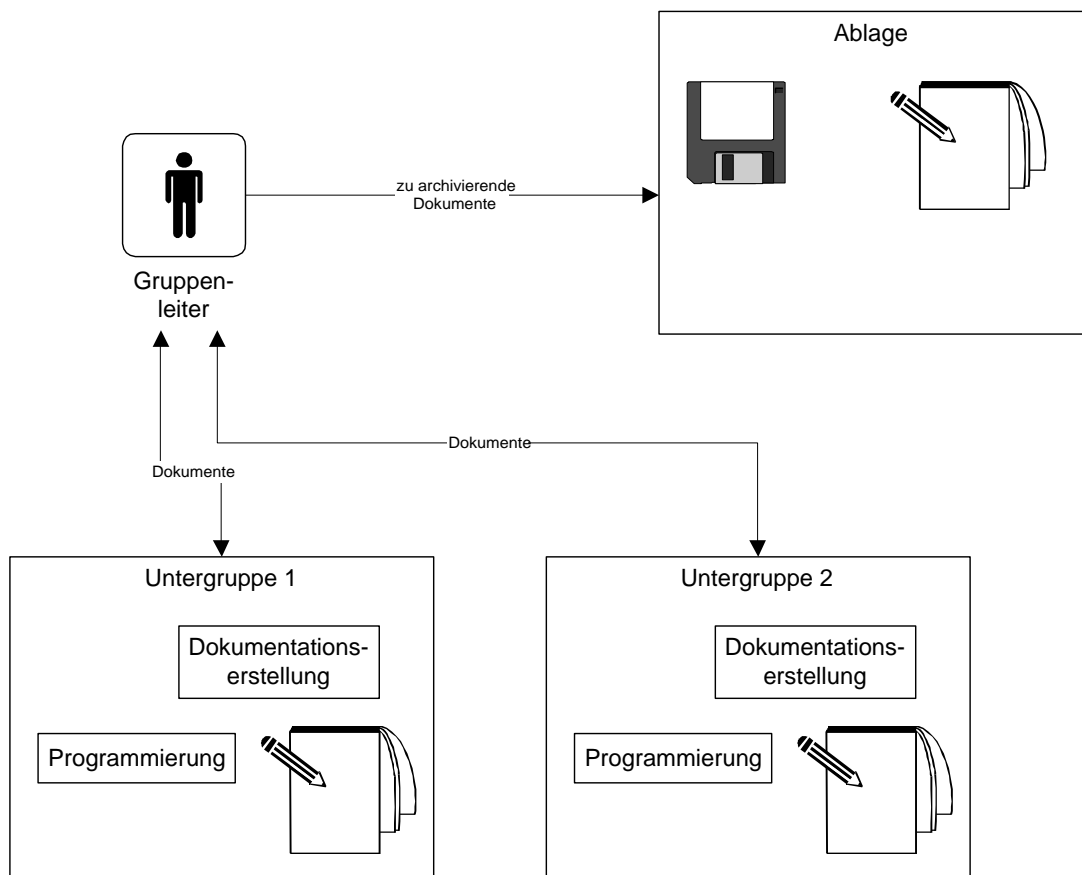 Ablage
zu archivierende
Dokumente
Gruppen-
leiter
Dokumente
Dokumente
Untergruppe 1
Dokumentations-
erstellung
Programmierung
Untergruppe 2
Dokumentations-
erstellung
Programmierung